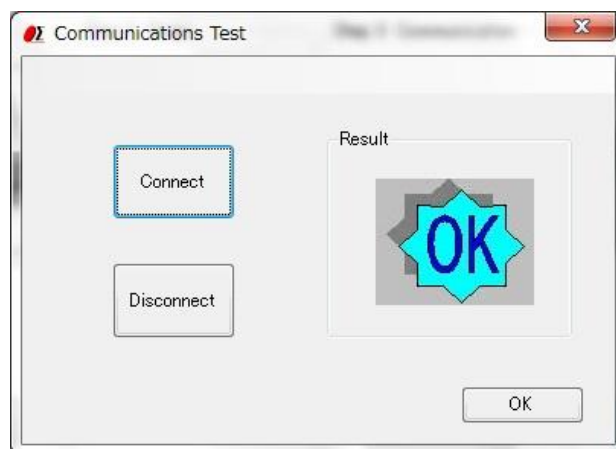 Communications Test
Connect
Disconnect
Result
OK
OK